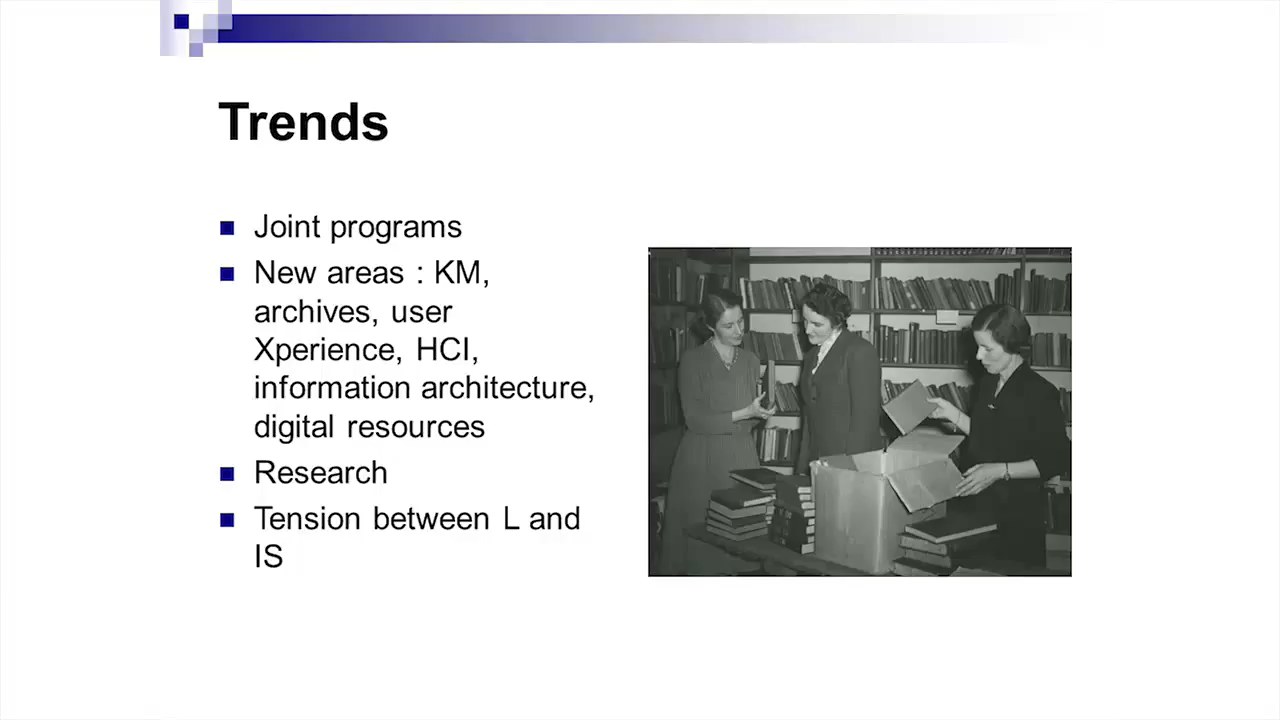 Trends
Joint programs
New areas : KM,
archives, user
Xperience, HCI,
information architecture,
digital resources
Research
Tension between L and
IS